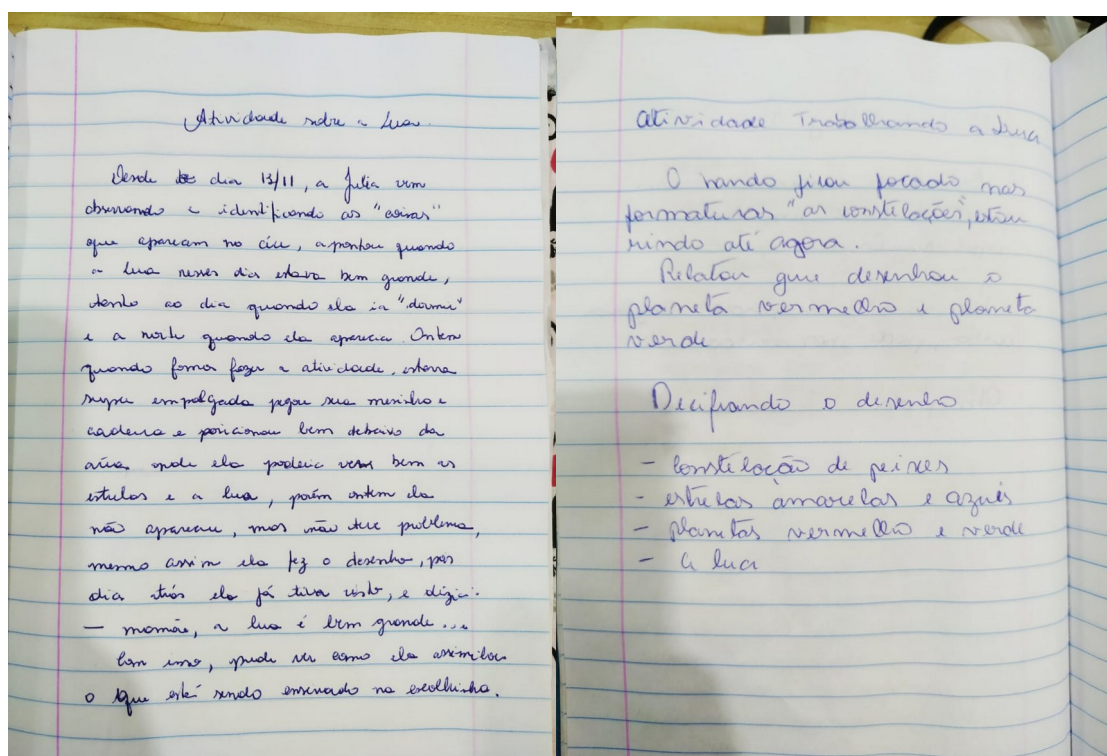 Atividade sobre a Lua.
Desde dia 13/11, a Julia vem
observando e identificando as "coisas"
que aparecem no céu, apontou quando
a lua nesses dias estava bem grande,
tanto ao dia quando ela ia "dormir"
e a noite quando ela aparecia. Ontem
quando fomos fazer a atividade, estava
super empolgada pegou sua mesinha e
cadeira e posicionou bem debaixo da
área onde ela poderia ver bem as
estrelas e a lua, porém ontem ela
não apareceu, mas não teve problema,
mesmo assim ela fez o desenho, pois
dias atrás ela já tinha visto, e dizia:
— mamãe, a lua é bem grande...
Com isso, pude ver como ela assimilou
o que está sendo ensinado na escolinha.
Atividade Trabalhando a Lua
O nando ficou focado nas
formaturas "as constelações", estou
rindo até agora.
Relatou que desenhou o
planeta vermelho e planeta
verde
Decifrando o desenho
- Constelação de peixes
- estrelas amarelas e azuis
- planetas vermelho e verde
- a lua